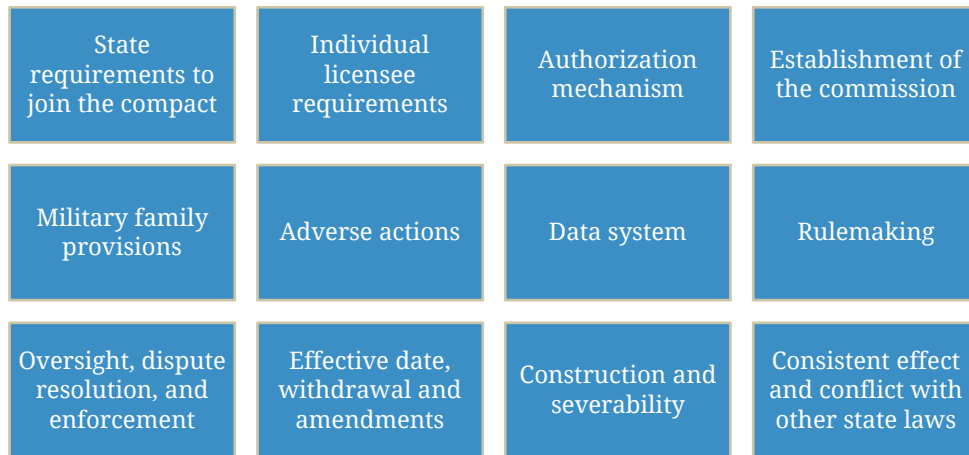 State
requirements to
join the compact
Individual
licensee
requirements
Authorization
mechanism
Establishment of
the commission
Military family
provisions
Adverse actions
Data system
Rulemaking
Oversight, dispute
resolution, and
enforcement
Effective date,
withdrawal and
amendments
Construction and
severability
Consistent effect
and conflict with
other state laws